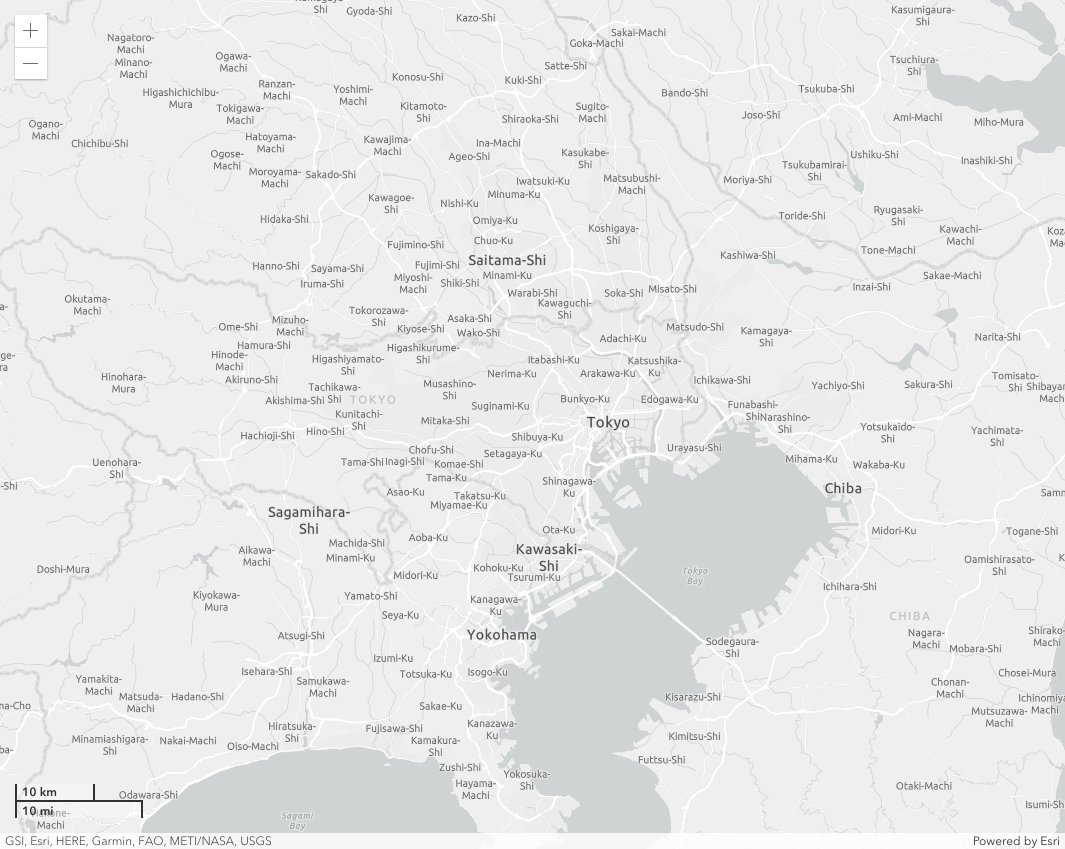 Shi
Gyoda-Shi
Kazo-Shi
Kasumigaura-
Shi
Sakai-Machi
Goka-Machi
Nagatoro-
Machi
Minano-
Machi
Ogawa-
Machi
Satte-Shi
Tsuchiura-
Shi
Konosu-Shi
Kuki-Shi
Ranzan-
Machi
Yoshimi-
Machi
Higashichichibu-
Mura
Bando-Shi
Tsukuba-Shi
Tokigawa-
Machi
Kitamoto-
Shi
Sugito-
Machi
Shiraoka-Shi
Joso-Shi
Ami-Machi
Miho-Mura
Ogano-
Machi
Chichibu-Shi
Hatoyama-
Machi
Kawajima-
Machi
Ina-Machi
Ageo-Shi
Ogose-
Machi
Kasukabe-
Shi
Ushiku-Shi
Inashiki-Shi
Tsukubamirai-
Shi
Moroyama-
Machi
Sakado-Shi
Iwatsuki-Ku
Matsubushi-
Machi
Moriya-Shi
Minuma-Ku
Kawagoe-
Shi
Nishi-Ku
Hidaka-Shi
Omiya-Ku
Toride-Shi
Ryugasaki-
Shi
Kawachi-
Machi
Koza
Ma
Koshigaya-
Shi
Chuo-Ku
Fujimino-Shi
Saitama-Shi
Kashiwa-Shi
Tone-Machi
Hanno-Shi
Sayama-Shi
Fujimi-Shi
Minami-Ku
Sakae-Machi
Iruma-Shi
Miyoshi-
Machi
Shiki-Shi
Warabi-Shi
Soka-Shi
Misato-Shi
Inzai-Shi
Okutama-
Machi
Kawaguchi-
Shi
Tokorozawa-
Shi
Asaka-Shi
Mizuho-
Machi
Ome-Shi
Kiyose-Shi
Wako-Shi
Matsudo-Shi
Kamagaya-
Shi
Narita-Shi
Adachi-Ku
Hamura-Shi
Higashikurume-
Shi
Hinode-
Machi
Higashiyamato-
Shi
Itabashi-Ku
Katsushika-
Ku
Nerima-Ku
Arakawa-Ku
Hinohara-
Mura
Akiruno-Shi
Ichikawa-Shi
Yachiyo-Shi
Sakura-Shi
Tomisato-
Shi
Shibayan
Mac
Musashino-
Shi
Tachikawa-
Shi
Akishima-Shi
TOKYO
Suginami-Ku
Bunkyo-Ku
Edogawa-Ku
Funabashi-
Shi
Narashino-
Shi
Kunitachi-
Shi
Mitaka-Shi
Tokyo
Yotsukaido-
Shi
Yachimata-
Shi
Hachioji-Shi
Hino-Shi
Shibuya-Ku
Chofu-Shi
Setagaya-Ku
Urayasu-Shi
Mihama-Ku
Wakaba-Ku
Uenohara-
Shi
Tama-Shi
Inagi-Shi
Komae-Shi
Tama-Ku
-Shi
Shinagawa-
Ku
Chiba
Asao-Ku
Takatsu-Ku
Miyamae-Ku
Samm
Sagamihara-
Shi
Midori-Ku
Togane-Shi
Ota-Ku
Aoba-Ku
Machida-Shi
Minami-Ku
Kawasaki-
Shi
Aikawa-
Machi
Doshi-Mura
Oamishirasato-
Shi
Kohoku-Ku
Tsurumi-Ku
Midori-Ku
Tokyo
Bay
Ichihara-Shi
Kiyokawa-
Mura
Yamato-Shi
Kanagawa-
Ku
Seya-Ku
CHIBA
Atsugi-Shi
Yokohama
Nagara-
Machi
Mobara-Shi
Shirako-
Mach
Sodegaura-
Shi
Izumi-Ku
Isehara-Shi
Totsuka-Ku
Isogo-Ku
Chosei-Mura
Yamakita-
Machi
Samukawa-
Machi
Chonan-
Machi
Matsuda-
Machi
Hadano-Shi
Kisarazu-Shi
Ichinomiya
Mach
ma-Cho
Sakae-Ku
Mutsuzawa-
Machi
Hiratsuka-
Shi
Fujisawa-Shi
Kanazawa-
Ku
Kimitsu-Shi
Minamiashigara-
Shi
Nakai-Machi
Oiso-Machi
Kamakura-
Shi
Futtsu-Shi
Zushi-Shi
Yokosuka-
Shi
Hayama-
Machi
Otaki-Machi
Odawara-Shi
10 km
Isumi-Sh
10 mi
Machi
Sagami
Bay
GSI, Esri, HERE, Garmin, FAO, METI/NASA, USGS
Powered by Esri